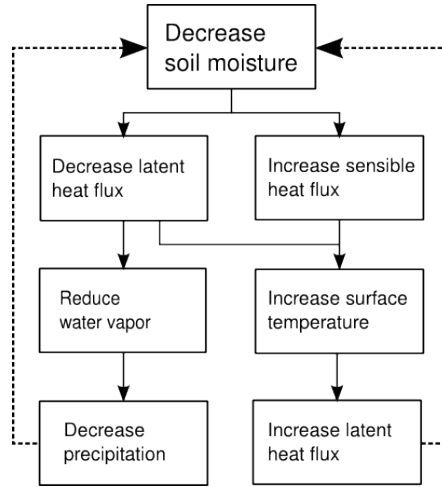 Decrease
soil moisture
Decrease latent
heat flux
Increase sensible
heat flux
Reduce
water vapor
Increase surface
temperature
Decrease
precipitation
Increase latent
heat flux